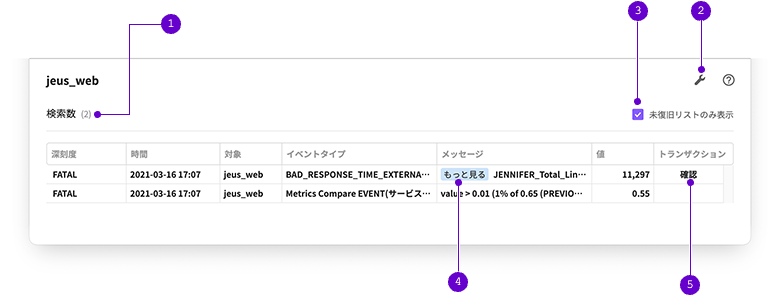 1
3
2
jeus_web
検索数 (2)
未復旧リストのみ表示
深刻度 時間 対象 イベントタイプ メッセージ 値 トランザクション
FATAL 2021-03-16 17:07 jeus_web BAD_RESPONSE_TIME_EXTERNA... もっと見る JENNIFER_Total_Lin... 11,297 確認
FATAL 2021-03-16 17:07 jeus_web Metrics Compare EVENT(サービス... value > 0.01 (1% of 0.65 (PREVIO... 0.55
4
5